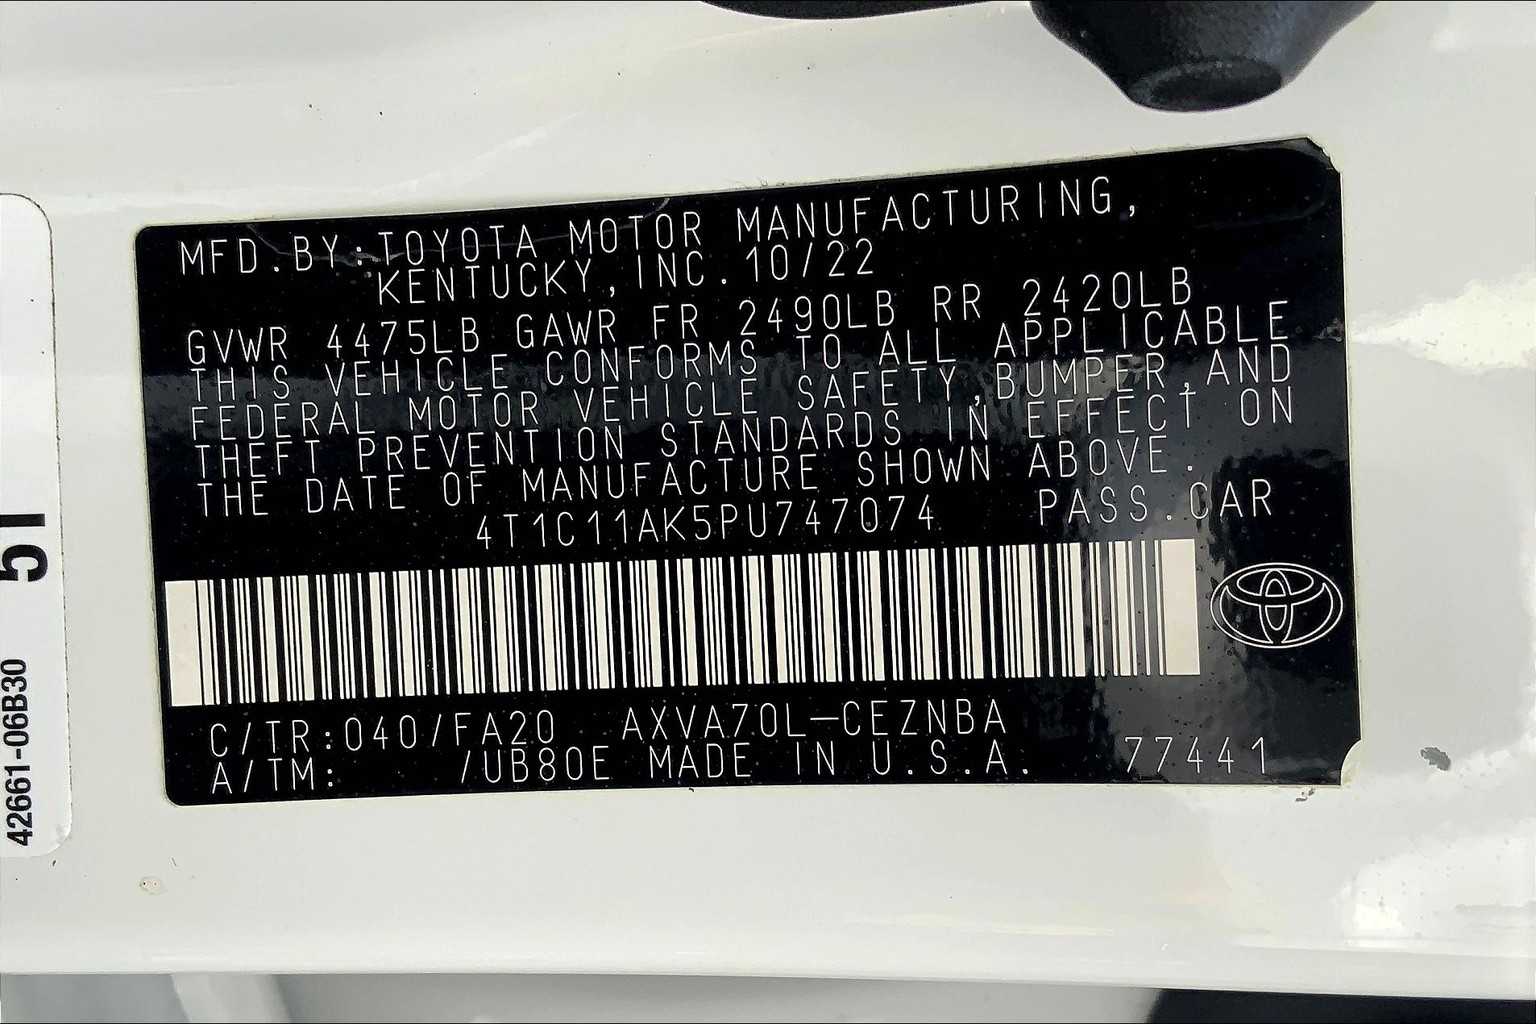 MFD.BY:TOYOTA MOTOR MANUFACTURING,
KENTUCKY,INC.10/22
GVWR 4475LB GAWR FR 2490LB RR 2420LB
THIS VEHICLE CONFORMS TO ALL APPLICABLE
FEDERAL MOTOR VEHICLE SAFETY,BUMPER,AND
THEFT PREVENTION STANDARDS IN EFFECT ON
THE DATE OF MANUFACTURE SHOWN ABOVE.
4T1C11AK5PU747074 PASS.CAR
C/TR:040/FA20 AXVA70L-CEZNBA
A/TM: /UB80E MADE IN U.S.A. 77441
42661-06B30